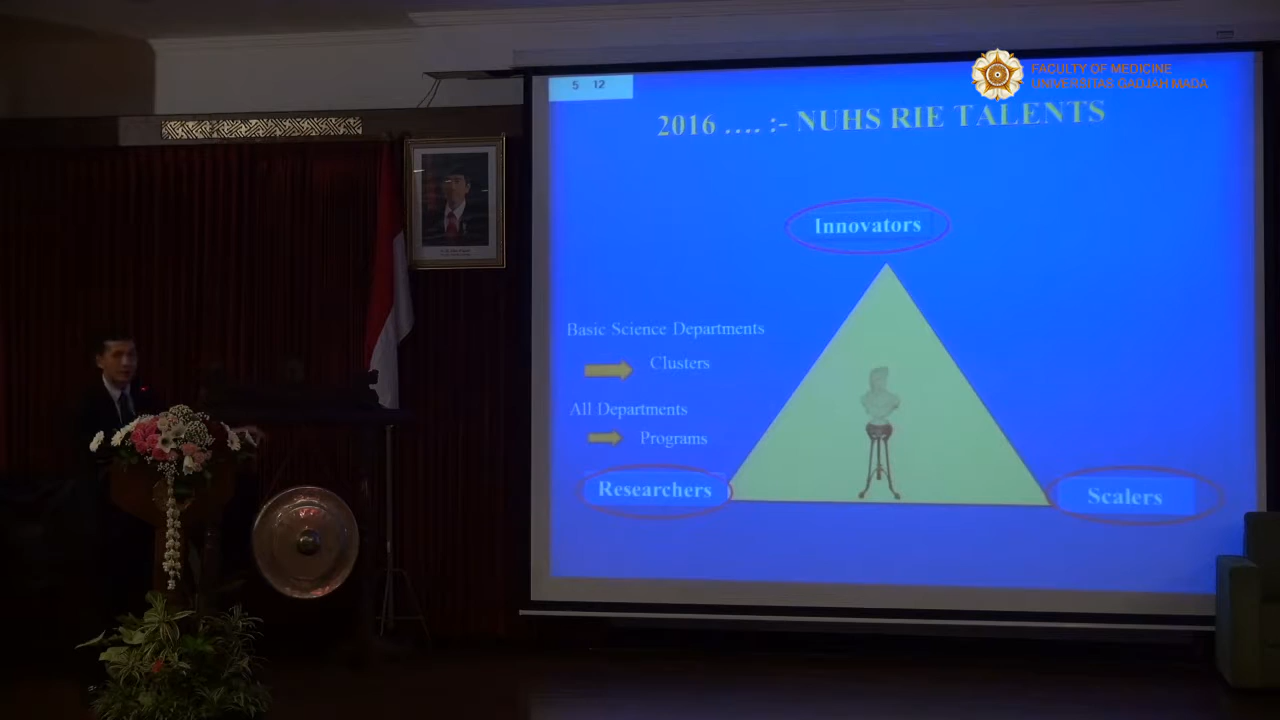 FACULTY OF MEDICINE
UNIVERSITAS GADJAH MADA
5 12
2016 .... :- NUHS RIE TALENTS
Innovators
Basic Science Departments
Clusters
All Departments
Programs
Researchers
Scalers